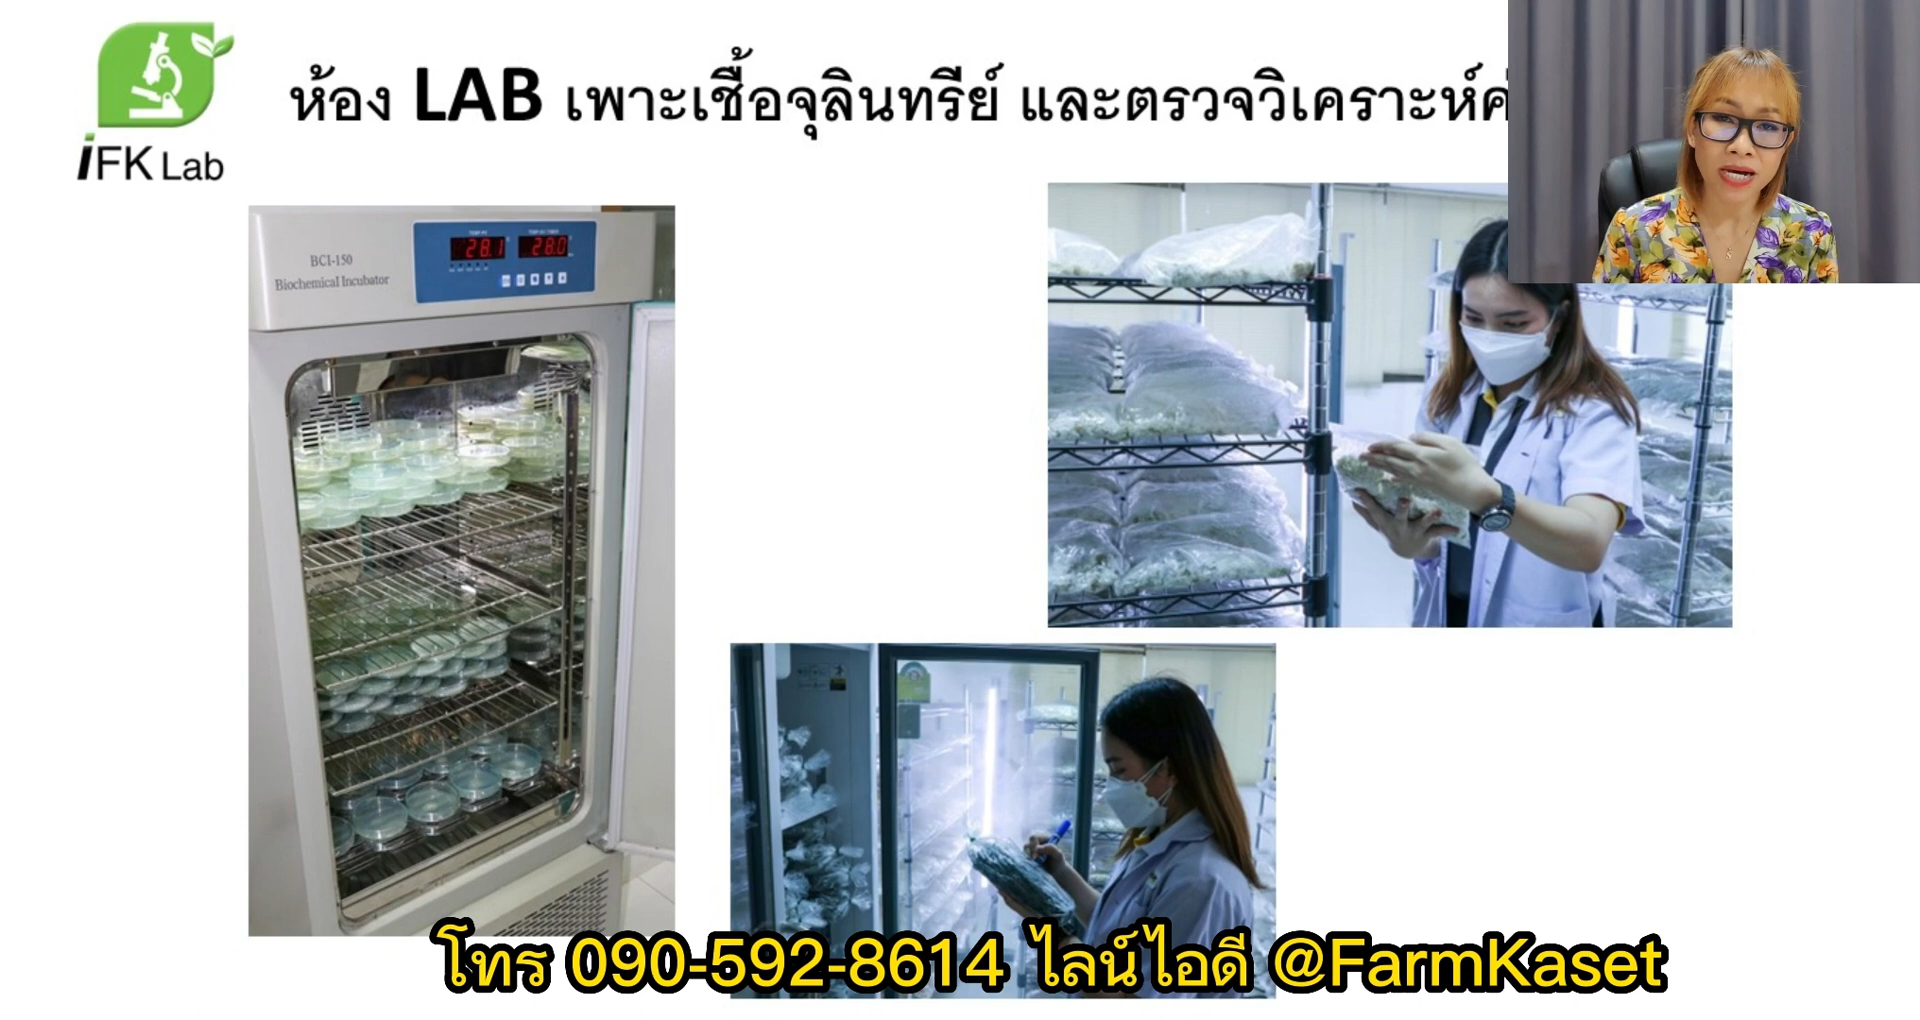 iFK Lab
ห้อง LAB เพาะเชื้อจุลินทรีย์ และตรวจวิเคราะห์
BCI-150
Biochemical Incubator
28.1 28.0
โทร 090-592-8614 ไลน์ไอดี @FarmKaset